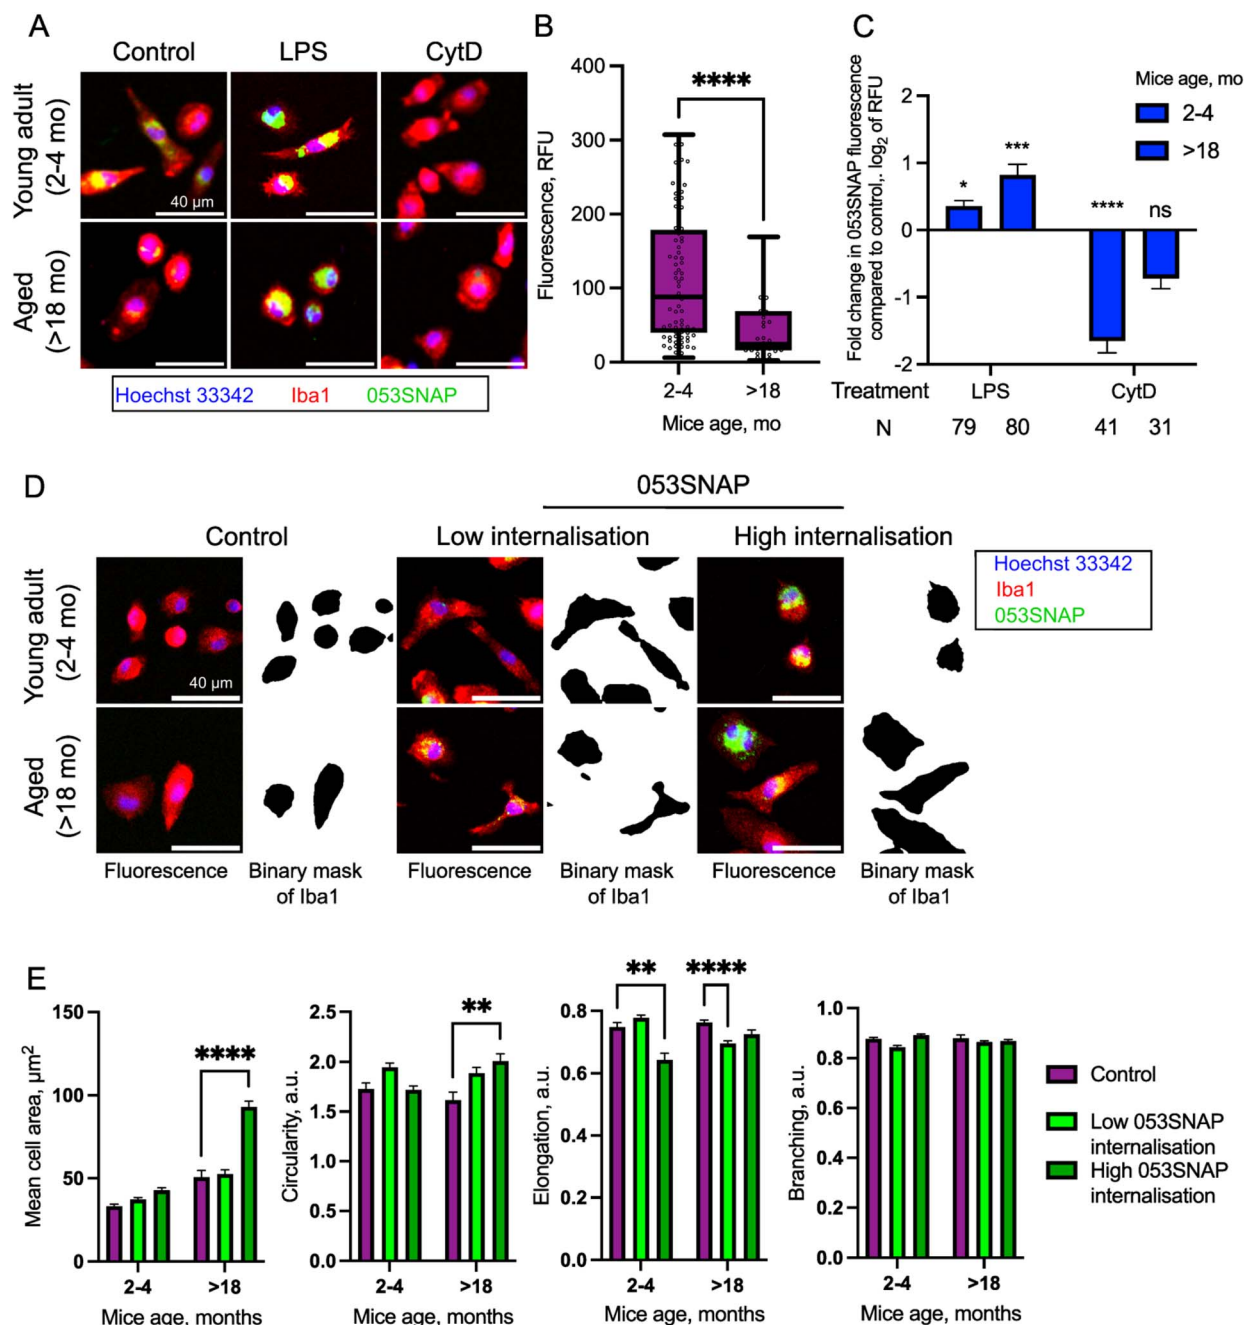 A
Control
LPS
CytD
Young adult
(2-4 mo)
40 µm
Aged
(>18 mo)
Hoechst 33342 Iba1 053SNAP
B
Fluorescence, RFU
400
300
200
100
0
****
2-4
>18
Mice age, mo
C
Fold change in 053SNAP fluorescence
compared to control,. log2 of RFU
2
1
0
-1
-2
*
***
****
ns
Mice age, mo
2-4
>18
Treatment
LPS
CytD
N
79
80
41
31
D
053SNAP
Control
Low internalisation
High internalisation
Hoechst 33342
Iba1
053SNAP
Young adult
(2-4 mo)
40 µm
Aged
(>18 mo)
Fluorescence
Binary mask
of Iba1
Fluorescence
Binary mask
of Iba1
Fluorescence
Binary mask
of Iba1
E
Mean cell area, µm²
150
100
50
0
****
2-4
>18
Mice age, months
Circularity, a.u.
2.5
2.0
1.5
1.0
0.5
0.0
**
2-4
>18
Mice age, months
Elongation, a.u.
0.8
0.6
0.4
0.2
0.0
**
****
2-4
>18
Mice age, months
Branching, a.u.
1.0
0.8
0.6
0.4
0.2
0.0
2-4
>18
Mice age, months
Control
Low 053SNAP
internalisation
High 053SNAP
internalisation